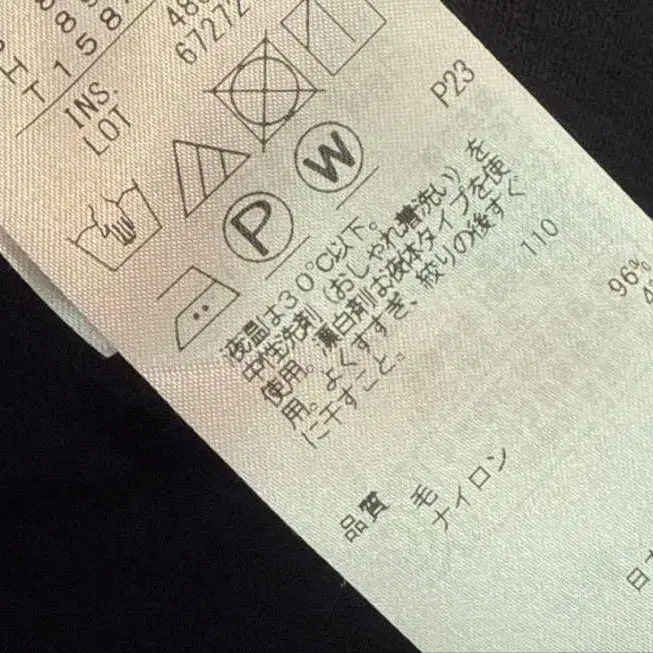 INS.
LOT
67272
P23
P
W
液温は30℃以下。
中性洗剤（おしゃれ着洗い）を
使用。漂白剤は液体タイプを使
用。よくすすぎ、絞りの後すぐ
に干すこと。
110
品質 毛 96%
ナイロン